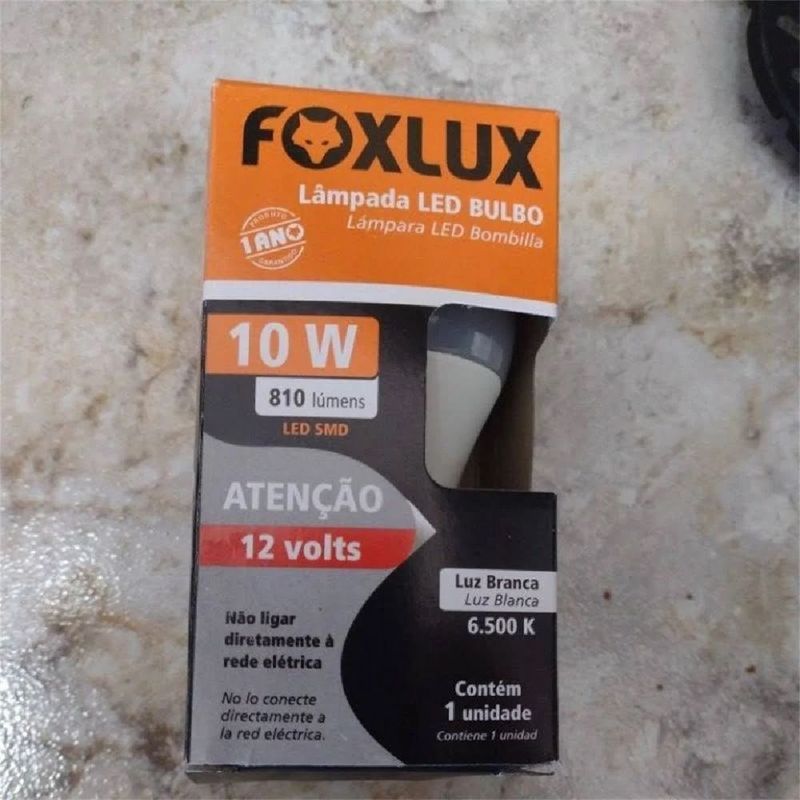 FOXLUX
Lâmpada LED BULBO
Lámpara LED Bombilla
PRODUTO
1 ANO
GARANTIDO
10 W
810 lúmens
LED SMD
ATENÇÃO
12 volts
Não ligar
diretamente à
rede elétrica
No lo conecte
directamente a
la red eléctrica.
Luz Branca
Luz Blanca
6.500 K
Contém
1 unidade
Contiene 1 unidad